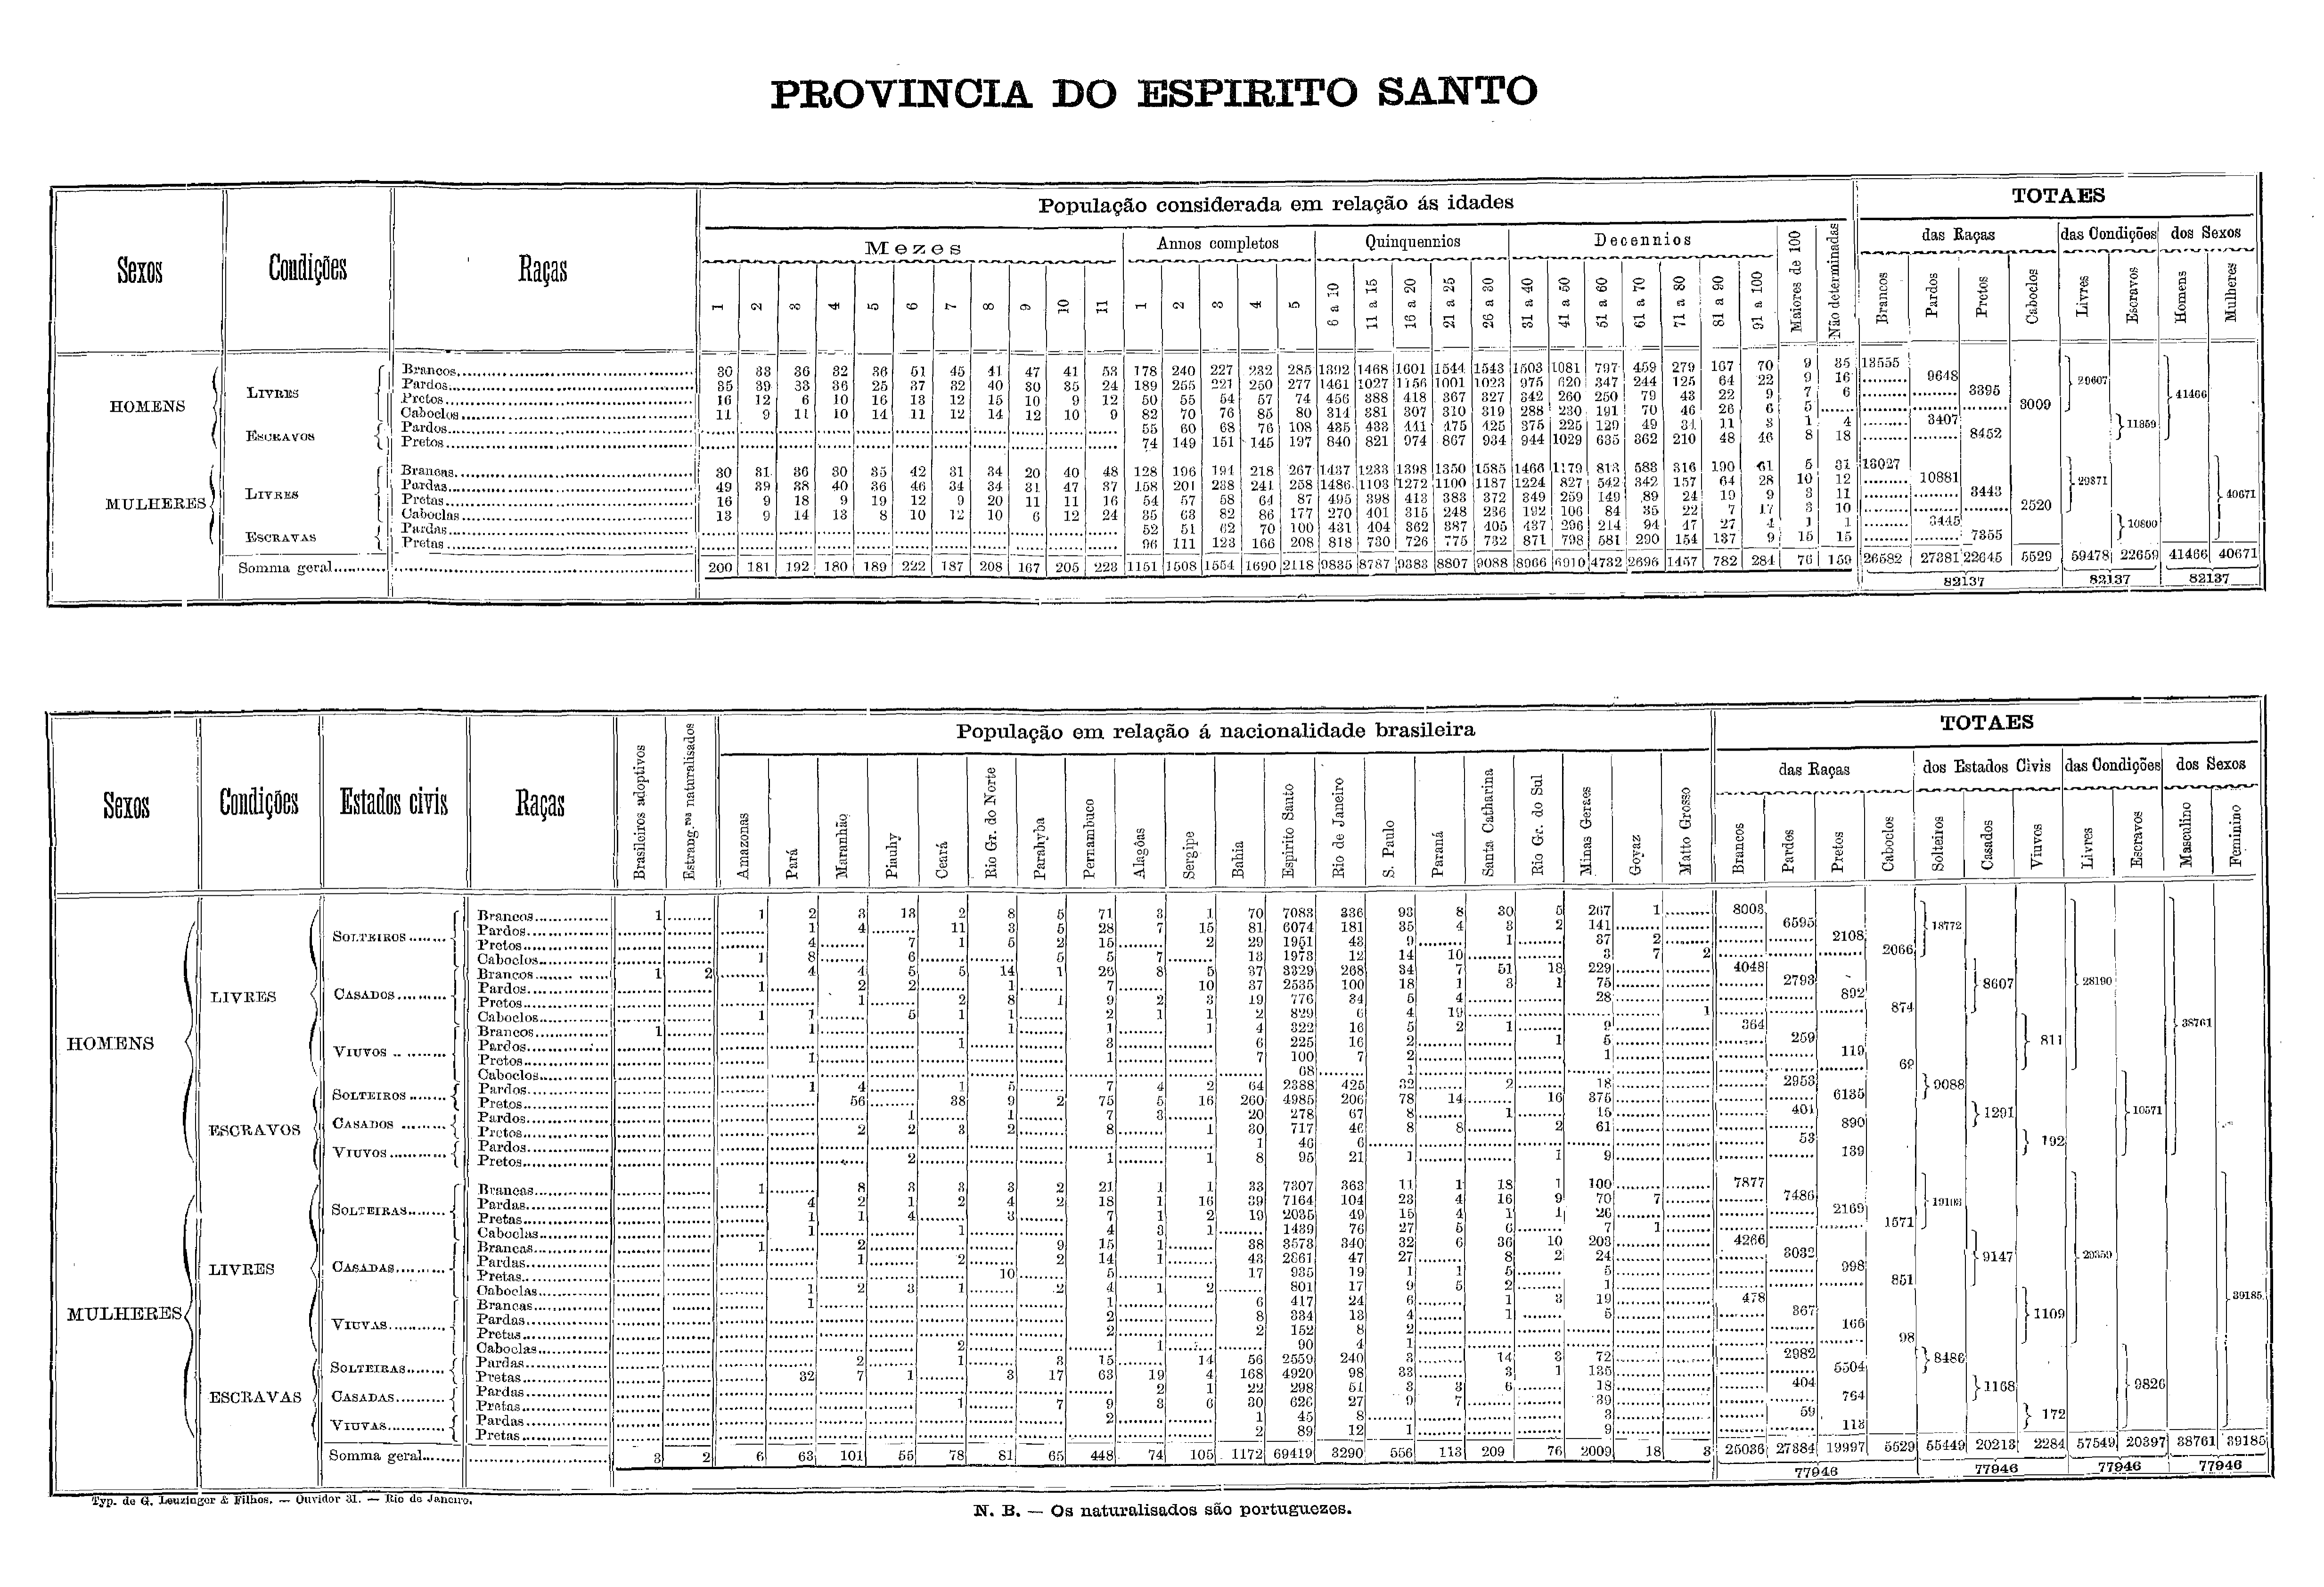 PROVINCIA DO ESPIRITO SANTO
Sexos Condições Raças População considerada em relação ás idades TOTAES
Mezes Annos completos Quinquennios Decennios Maiores de 100 Não determinadas das Raças das Condições dos Sexos
1 2 3 4 5 6 7 8 9 10 11 1 2 3 4 5 6 a 10 11 a 15 16 a 20 21 a 25 26 a 30 31 a 40 41 a 50 51 a 60 61 a 70 71 a 80 81 a 90 91 a 100 Brancos Pardos Pretos Caboclos Livres Escravos Homens Mulheres
HOMENS LIVRES Brancos 30 33 36 32 36 51 45 41 47 41 53 178 240 227 232 285 1392 1468 1601 1544 1543 1503 1081 797 459 279 167 70 9 35 13555
Pardos 35 39 33 36 25 37 32 40 30 35 24 189 255 221 250 277 1461 1027 1156 1001 1023 975 620 347 244 125 64 22 9 16 9648
Pretos 16 12 6 10 16 13 12 15 10 9 12 50 55 54 57 74 456 388 418 367 327 342 260 250 79 43 22 9 7 6 3395
Caboclos 11 9 11 10 14 11 12 14 12 10 9 82 70 76 85 80 314 381 307 310 319 288 230 191 70 46 26 6 5 3009
29607
41466
ESCRAVOS Pardos 55 60 68 76 108 435 433 441 475 425 375 225 129 49 34 11 3 1 4 3407
Pretos 74 149 151 145 197 840 821 974 867 934 944 1029 635 362 210 48 46 8 18 8452
11859
MULHERES LIVRES Brancas 30 31 36 30 35 42 31 34 20 40 48 128 196 194 218 267 1437 1233 1398 1350 1585 1466 1179 813 583 316 190 61 5 31 13027
Pardas 49 39 38 40 36 46 34 34 31 47 37 158 201 238 241 258 1486 1103 1272 1100 1187 1224 827 542 342 157 64 28 10 12 10881
Pretas 16 9 18 9 19 12 9 20 11 11 16 54 57 58 64 87 495 398 413 383 372 349 259 149 89 24 19 9 3 11 3443
Caboclas 13 9 14 13 8 10 12 10 6 12 24 35 63 82 86 177 270 401 315 248 236 192 106 84 35 22 7 17 3 10 2520
29871
40671
ESCRAVAS Pardas 52 51 62 70 100 431 404 362 387 405 437 296 214 94 47 27 4 1 1 3445
Pretas 96 111 123 166 208 818 730 726 775 732 871 798 581 290 154 137 9 15 15 7355
10800
Somma geral 200 181 192 180 189 222 187 208 167 205 223 1151 1508 1554 1690 2118 9835 8787 9383 8807 9088 8966 6910 4732 2696 1457 782 284 76 159 26582 27381 22645 5529 59478 22659 41466 40671
82137 82137 82137
Sexos Condições Estados civis Raças Brasileiros adoptivos Estrang.ros naturalisados População em relação á nacionalidade brasileira TOTAES
das Raças dos Estados Civis das Condições dos Sexos
Amazonas Pará Maranhão Piauhy Ceará Rio Gr. do Norte Parahyba Pernambuco Alagôas Sergipe Bahia Espirito Santo Rio de Janeiro S. Paulo Paraná Santa Catharina Rio Gr. do Sul Minas Geraes Goyaz Matto Grosso Brancos Pardos Pretos Caboclos Solteiros Casados Viuvos Livres Escravos Masculino Feminino
HOMENS LIVRES SOLTEIROS Brancos 1 1 2 3 13 2 8 5 71 3 1 70 7083 336 93 8 30 5 267 1 8003
Pardos 1 4 11 3 5 28 7 15 81 6074 181 35 4 3 2 141 6595
Pretos 4 7 1 5 2 15 2 29 1951 43 9 1 37 2 2108
Caboclos 1 8 6 5 5 7 13 1973 12 14 10 3 7 2 2066
18772
CASADOS Brancos 1 2 4 4 5 5 14 1 26 8 5 37 3329 268 34 7 51 18 229 4048
Pardos 1 2 2 1 7 10 37 2535 100 18 1 3 1 75 2793
Pretos 1 2 8 1 9 2 3 19 776 34 5 4 28 892
Caboclos 1 1 5 1 1 2 1 1 2 829 6 4 19 1 874
8607
28190
38761
VIUVOS Brancos 1 1 1 1 1 4 322 16 5 2 1 9 364
Pardos 1 3 6 225 16 2 1 5 259
Pretos 1 1 7 100 7 2 1 119
Caboclos 68 1 69
811
ESCRAVOS SOLTEIROS Pardos 1 4 1 5 7 4 2 64 2388 425 32 2 18 2953
Pretos 56 38 9 2 75 5 16 260 4985 206 78 14 16 375 6135
9088
CASADOS Pardos 1 1 7 3 20 278 67 8 1 15 401
Pretos 2 2 3 2 8 1 30 717 46 8 8 2 61 890
1291
10571
VIUVOS Pardos 1 46 6 53
Pretos 2 1 1 8 95 21 1 1 9 139
192
MULHERES LIVRES SOLTEIRAS Brancas 1 8 3 3 3 2 21 1 1 33 7307 363 11 1 18 1 100 7877
Pardas 4 2 1 2 4 2 18 1 16 39 7164 104 23 4 16 9 70 7 7486
Pretas 1 1 4 3 7 1 2 19 2035 49 15 4 1 1 26 2169
Caboclas 1 1 4 3 1 1439 76 27 5 6 7 1 1571
19103
CASADAS Brancas 1 2 9 15 1 38 3573 340 32 6 36 10 203 4266
Pardas 1 2 2 14 1 43 2861 47 27 8 2 24 3032
Pretas 10 5 17 935 19 1 1 5 5 998
Caboclas 1 2 3 1 2 4 1 2 801 17 9 5 2 1 851
9147
29359
39185
VIUVAS Brancas 1 1 6 417 24 6 1 3 19 478
Pardas 2 8 334 13 4 1 5 367
Pretas 2 2 152 8 2 166
Caboclas 2 1 90 4 1 98
1109
ESCRAVAS SOLTEIRAS Pardas 2 1 3 15 14 56 2559 240 3 14 3 72 2982
Pretas 32 7 1 3 17 63 19 4 168 4920 98 33 3 1 135 5504
8486
CASADAS Pardas 2 1 22 298 51 3 3 6 18 404
Pretas 1 7 9 3 6 30 626 27 9 7 39 764
1168
9826
VIUVAS Pardas 2 1 45 8 3 59
Pretas 2 89 12 1 9 113
172
Somma geral 3 2 6 63 101 55 78 81 65 448 74 105 1172 69419 3290 556 113 209 76 2009 18 3 25036 27384 19997 5529 55449 20213 2284 57549 20397 38761 39185
77946 77946 77946 77946
Typ. de G. Leuzinger & Filhos. — Ouvidor 31. — Rio de Janeiro.
N. B. — Os naturalisados são portuguezes.